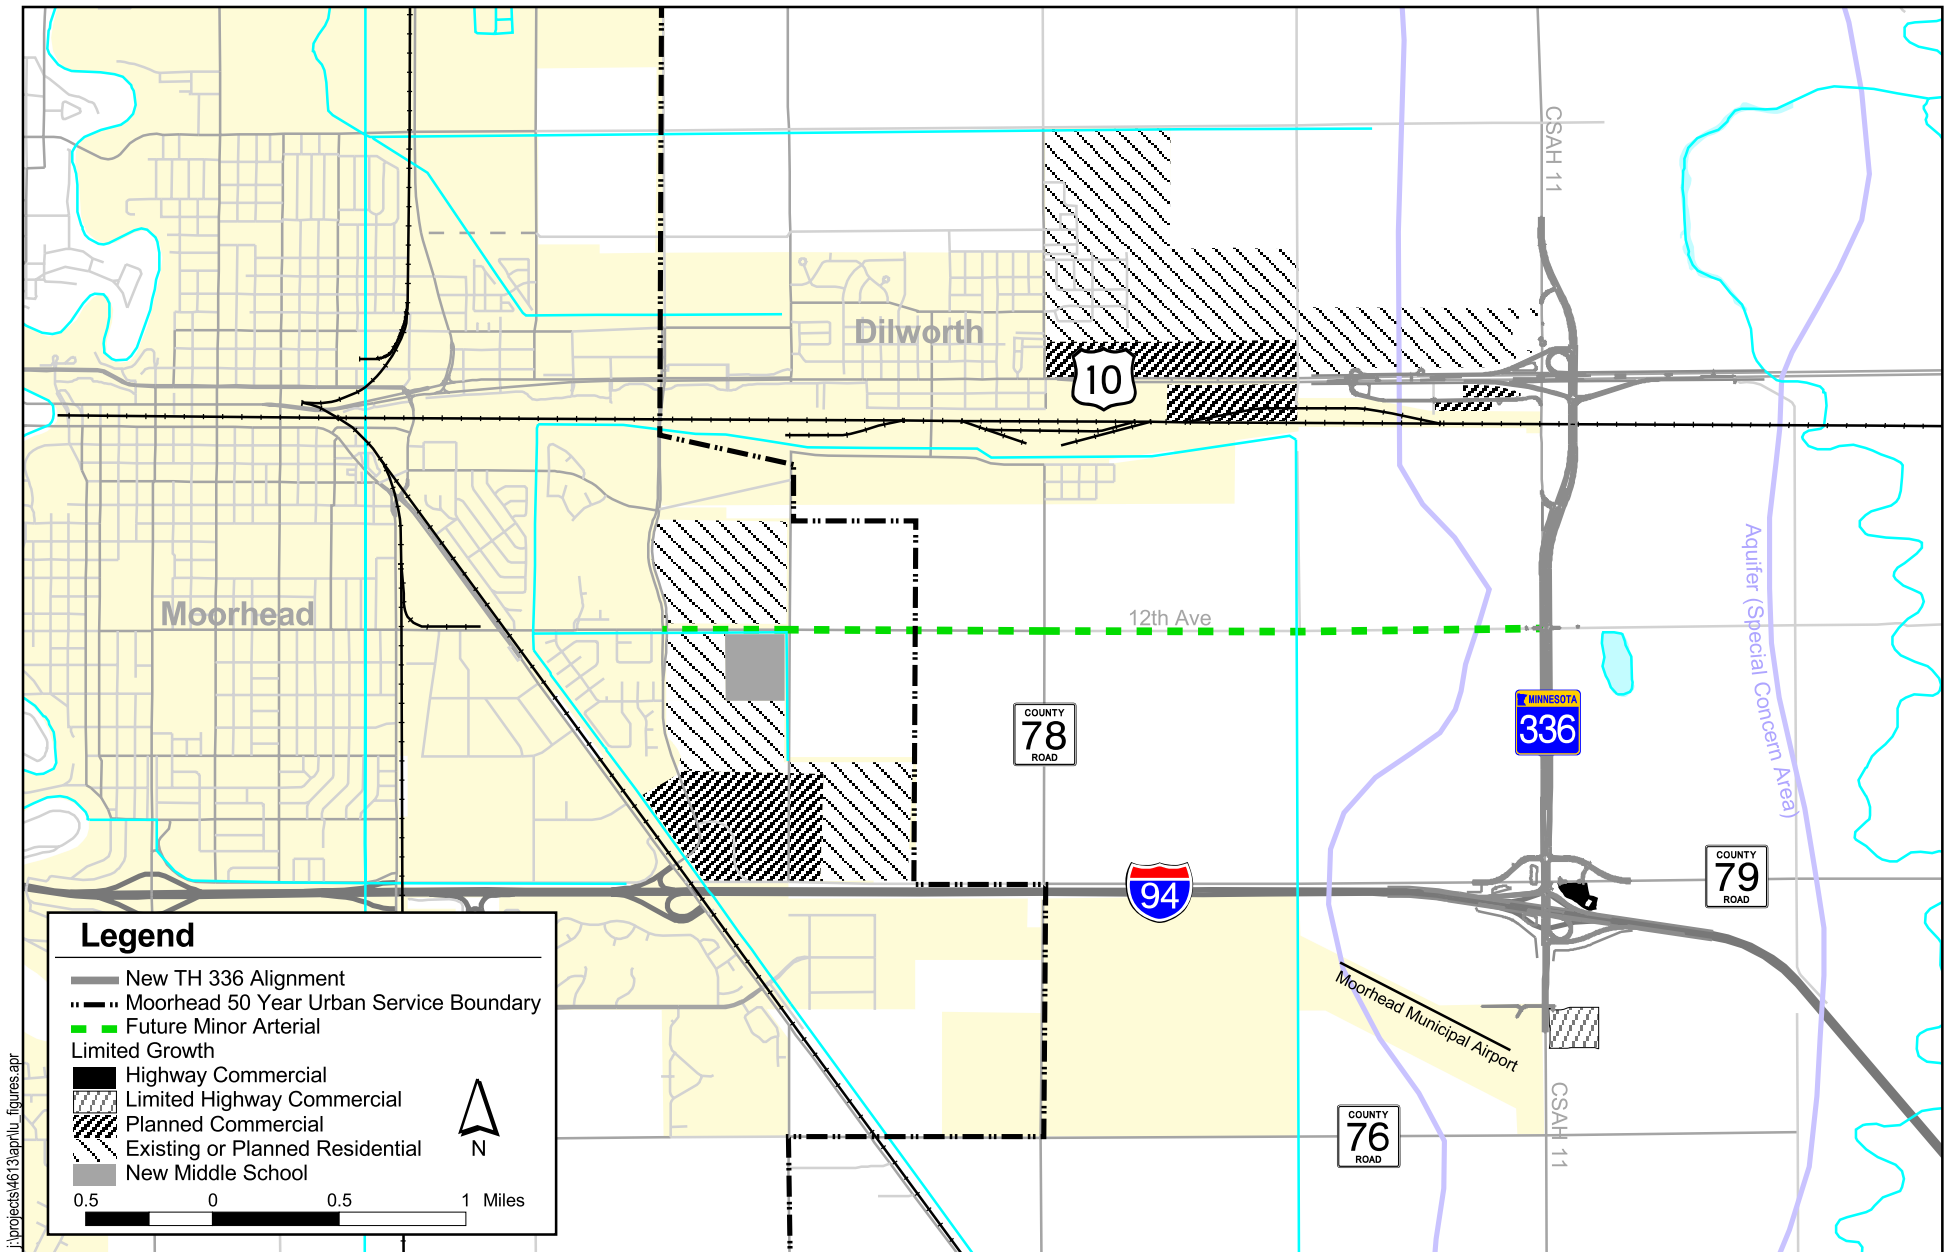 CSAH 11
Dilworth
10
Moorhead
12th Ave
Aquifer (Special Concern Area)
MINNESOTA
336
COUNTY
78
ROAD
COUNTY
79
ROAD
94
Moorhead Municipal Airport
CSAH 11
COUNTY
76
ROAD
Legend
New TH 336 Alignment
Moorhead 50 Year Urban Service Boundary
Future Minor Arterial
Limited Growth
Highway Commercial
Limited Highway Commercial
Planned Commercial
Existing or Planned Residential
New Middle School
N
0.5 0 0.5 1 Miles
j:\projects\4613\apr\lu_figures.apr